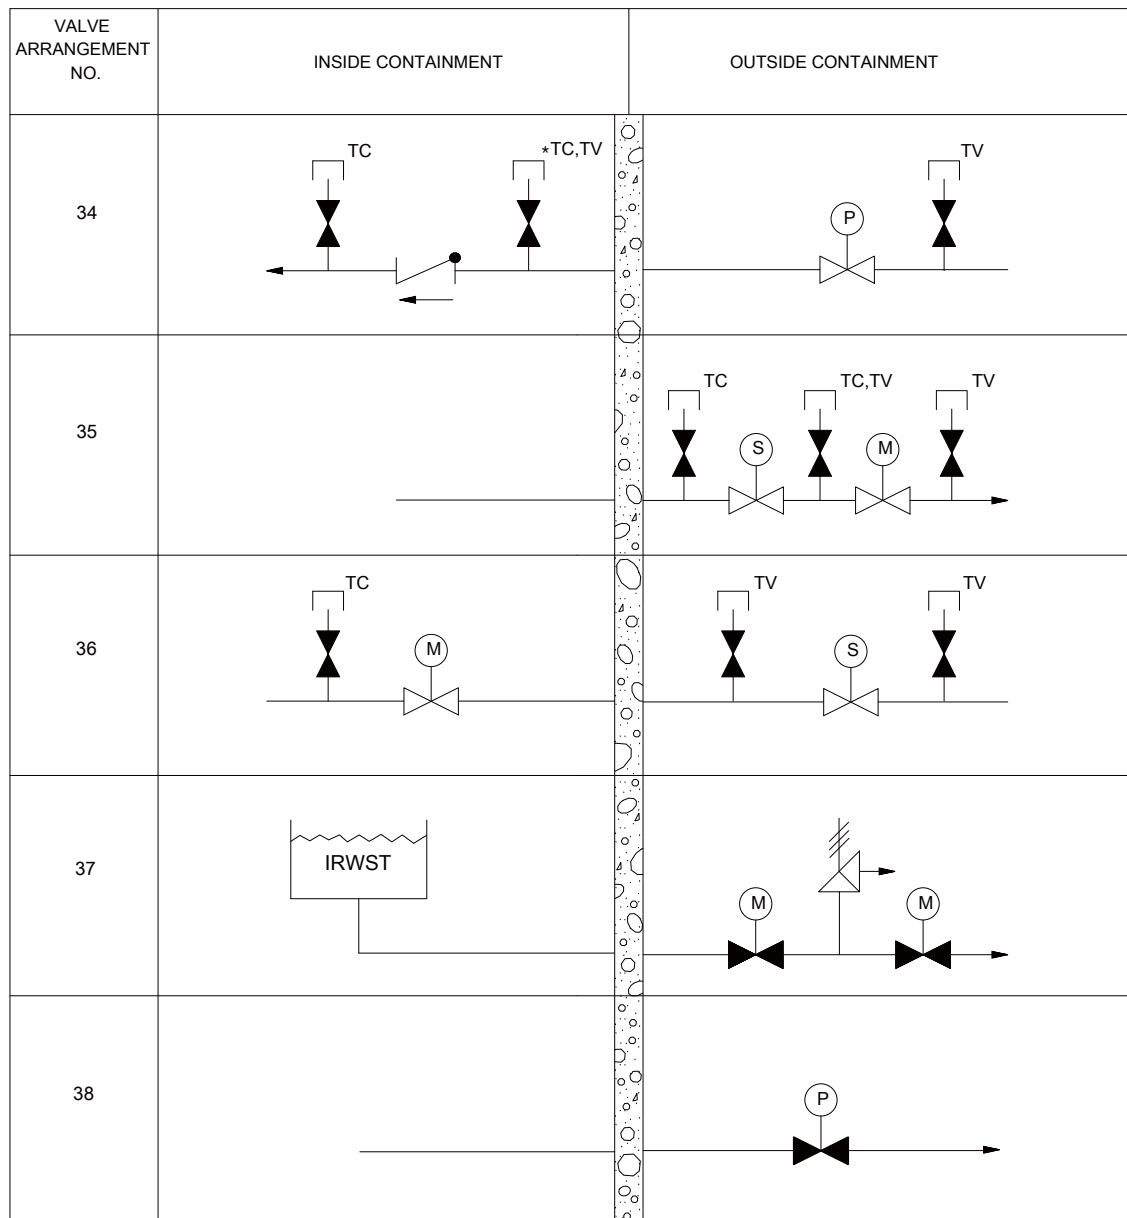 VALVE
ARRANGEMENT
NO.
INSIDE CONTAINMENT
OUTSIDE CONTAINMENT
34
TC
*TC,TV
P
TV
35
TC
S
TC,TV
M
TV
36
TC
M
TV
S
TV
37
IRWST
M
M
38
P